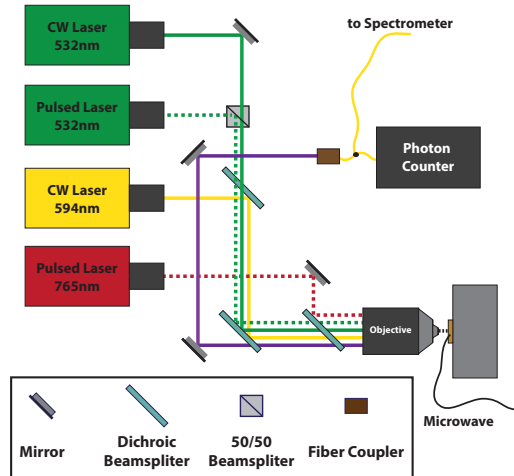 CW Laser
532nm
to Spectrometer
Pulsed Laser
532nm
Photon
Counter
CW Laser
594nm
Pulsed Laser
765nm
Objective
Microwave
Mirror
Dichroic
Beamspliter
50/50
Beamspliter
Fiber Coupler